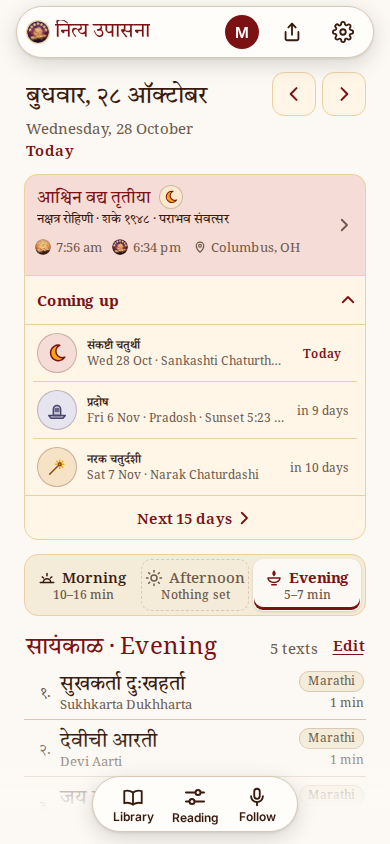 नित्य उपासना
M
बुधवार, २८ ऑक्टोबर
Wednesday, 28 October
Today
आश्विन वद्य तृतीया
नक्षत्र रोहिणी · शके १९४८ · पराभव संवत्सर
7:56 am 6:34 pm Columbus, OH
Coming up
संकष्टी चतुर्थी
Wed 28 Oct · Sankashti Chaturth...
Today
प्रदोष
Fri 6 Nov · Pradosh · Sunset 5:23 ...
in 9 days
नरक चतुर्दशी
Sat 7 Nov · Narak Chaturdashi
in 10 days
Next 15 days
Morning
10–16 min
Afternoon
Nothing set
Evening
5–7 min
सायंकाळ · Evening
5 texts
Edit
१. सुखकर्ता दुःखहर्ता
Sukhkarta Dukhharta
Marathi
1 min
२. देवीची आरती
Devi Aarti
Marathi
1 min
जय
Marathi
Library
Reading
Follow